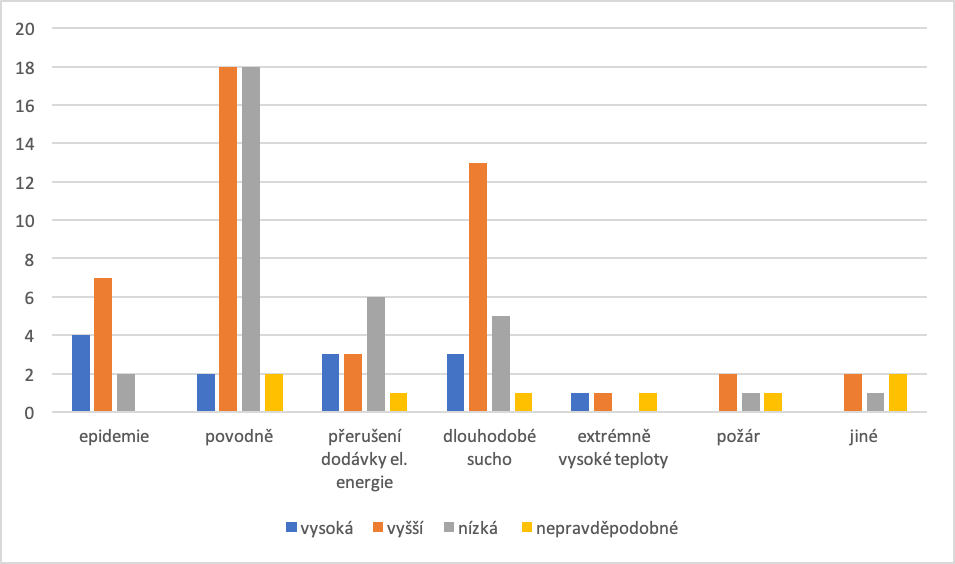 20
18
16
14
12
10
8
6
4
2
0
epidemie
povodně
přerušení
dodávky el.
energie
dlouhodobé
sucho
extrémně
vysoké teploty
požár
jiné
vysoká vyšší nízká nepravděpodobné